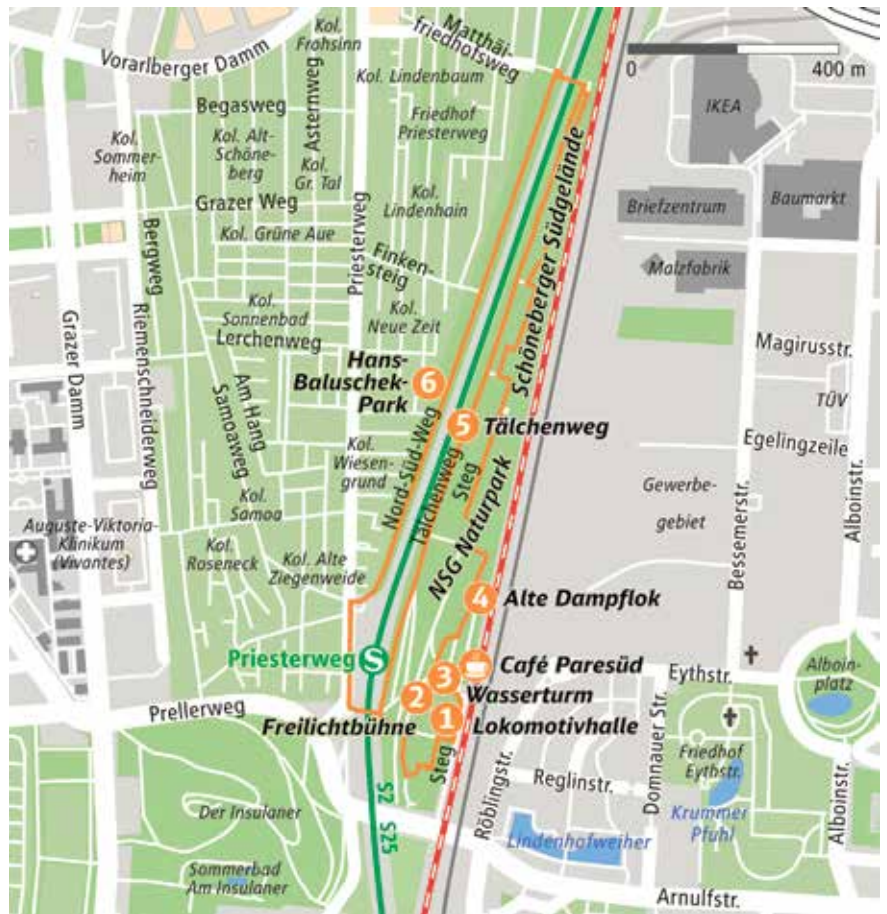 Vorarlberger Damm
Kol.
Frohsinn
Matthäi-
friedhofsweg
0
400 m
Kol. Lindenbaum
Begasweg
Asternweg
Friedhof
Priesterweg
IKEA
Kol.
Sommer-
heim
Kol. Alt-
Schöne-
berg
Kol.
Gr. Tal
Grazer Weg
Kol.
Lindenhain
Briefzentrum
Baumarkt
Kol. Grüne Aue
Priesterweg
Finken-
steig
Malzfabrik
Bergweg
Riemenschneiderweg
Grazer Damm
Kol.
Sonnenbad
Kol.
Neue Zeit
Lerchenweg
Schöneberger Südgelände
Magirusstr.
Hans-
Baluschek-
Park
6
TÜV
Am Hang
Samoaweg
5
Tälchenweg
Egelingzeile
Nord-Süd-Weg
Tälchenweg
Steg
NSG Naturpark
Kol.
Wiesen-
grund
Gewerbe-
gebiet
Bessemerstr.
Alboinstr.
Kol.
Samoa
Auguste-Viktoria-
Klinikum
(Vivantes)
Kol.
Roseneck
Kol. Alte
Ziegenweide
4
Alte Dampflok
Priesterweg
S
3
Café Paresüd
Eythstr.
Alboin-
platz
2
Wasserturm
Prellerweg
Freilichtbühne
1
Lokomotivhalle
Steg
Domnauer Str.
Friedhof
Eythstr.
Röblingstr.
Reglinstr.
Krummer
Pfuhl
Alboinstr.
Der Insulaner
S2
S25
Lindenhofweiher
Sommerbad
Am Insulaner
Arnulfstr.